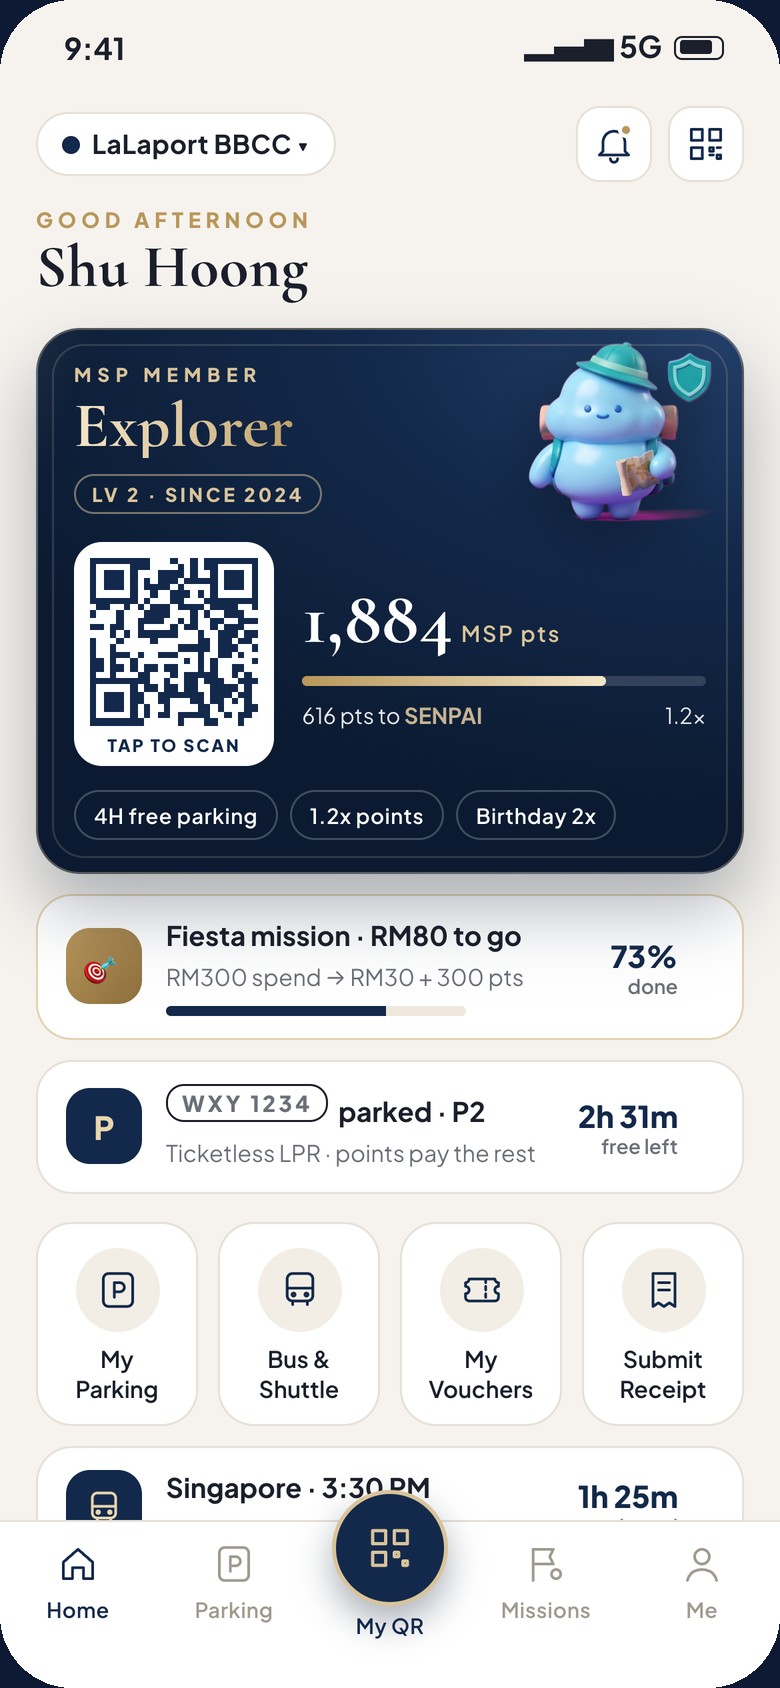 9:41
5G
LaLaport BBCC ▾
GOOD AFTERNOON
Shu Hoong
MSP MEMBER
Explorer
LV 2 · SINCE 2024
1,884 MSP pts
616 pts to SENPAI
1.2×
TAP TO SCAN
4H free parking
1.2x points
Birthday 2x
Fiesta mission · RM80 to go
RM300 spend → RM30 + 300 pts
73%
done
P
WXY 1234 parked · P2
Ticketless LPR · points pay the rest
2h 31m
free left
P
My
Parking
Bus &
Shuttle
My
Vouchers
Submit
Receipt
Singapore · 3:30 PM
1h 25m
Home
P
Parking
My QR
Missions
Me